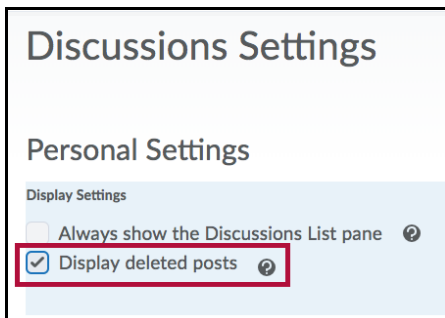 Discussions Settings
Personal Settings
Display Settings
Always show the Discussions List pane
Display deleted posts